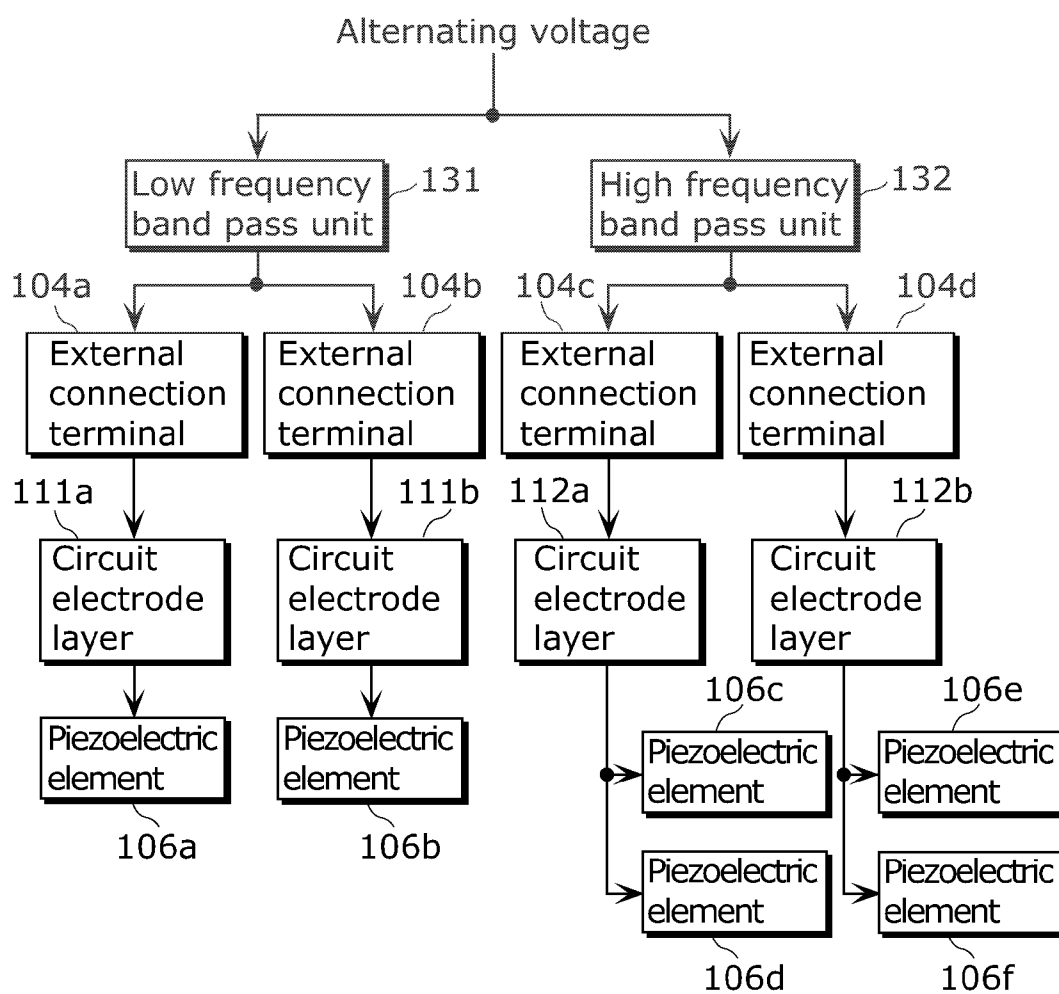 Alternating voltage
Low frequency
band pass unit
131
High frequency
band pass unit
132
104a
104b
104c
104d
External
connection
terminal
External
connection
terminal
External
connection
terminal
External
connection
terminal
111a
111b
112a
112b
Circuit
electrode
layer
Circuit
electrode
layer
Circuit
electrode
layer
Circuit
electrode
layer
106c
106e
Piezoelectric
element
Piezoelectric
element
Piezoelectric
element
Piezoelectric
element
106a
106b
Piezoelectric
element
Piezoelectric
element
106d
106f